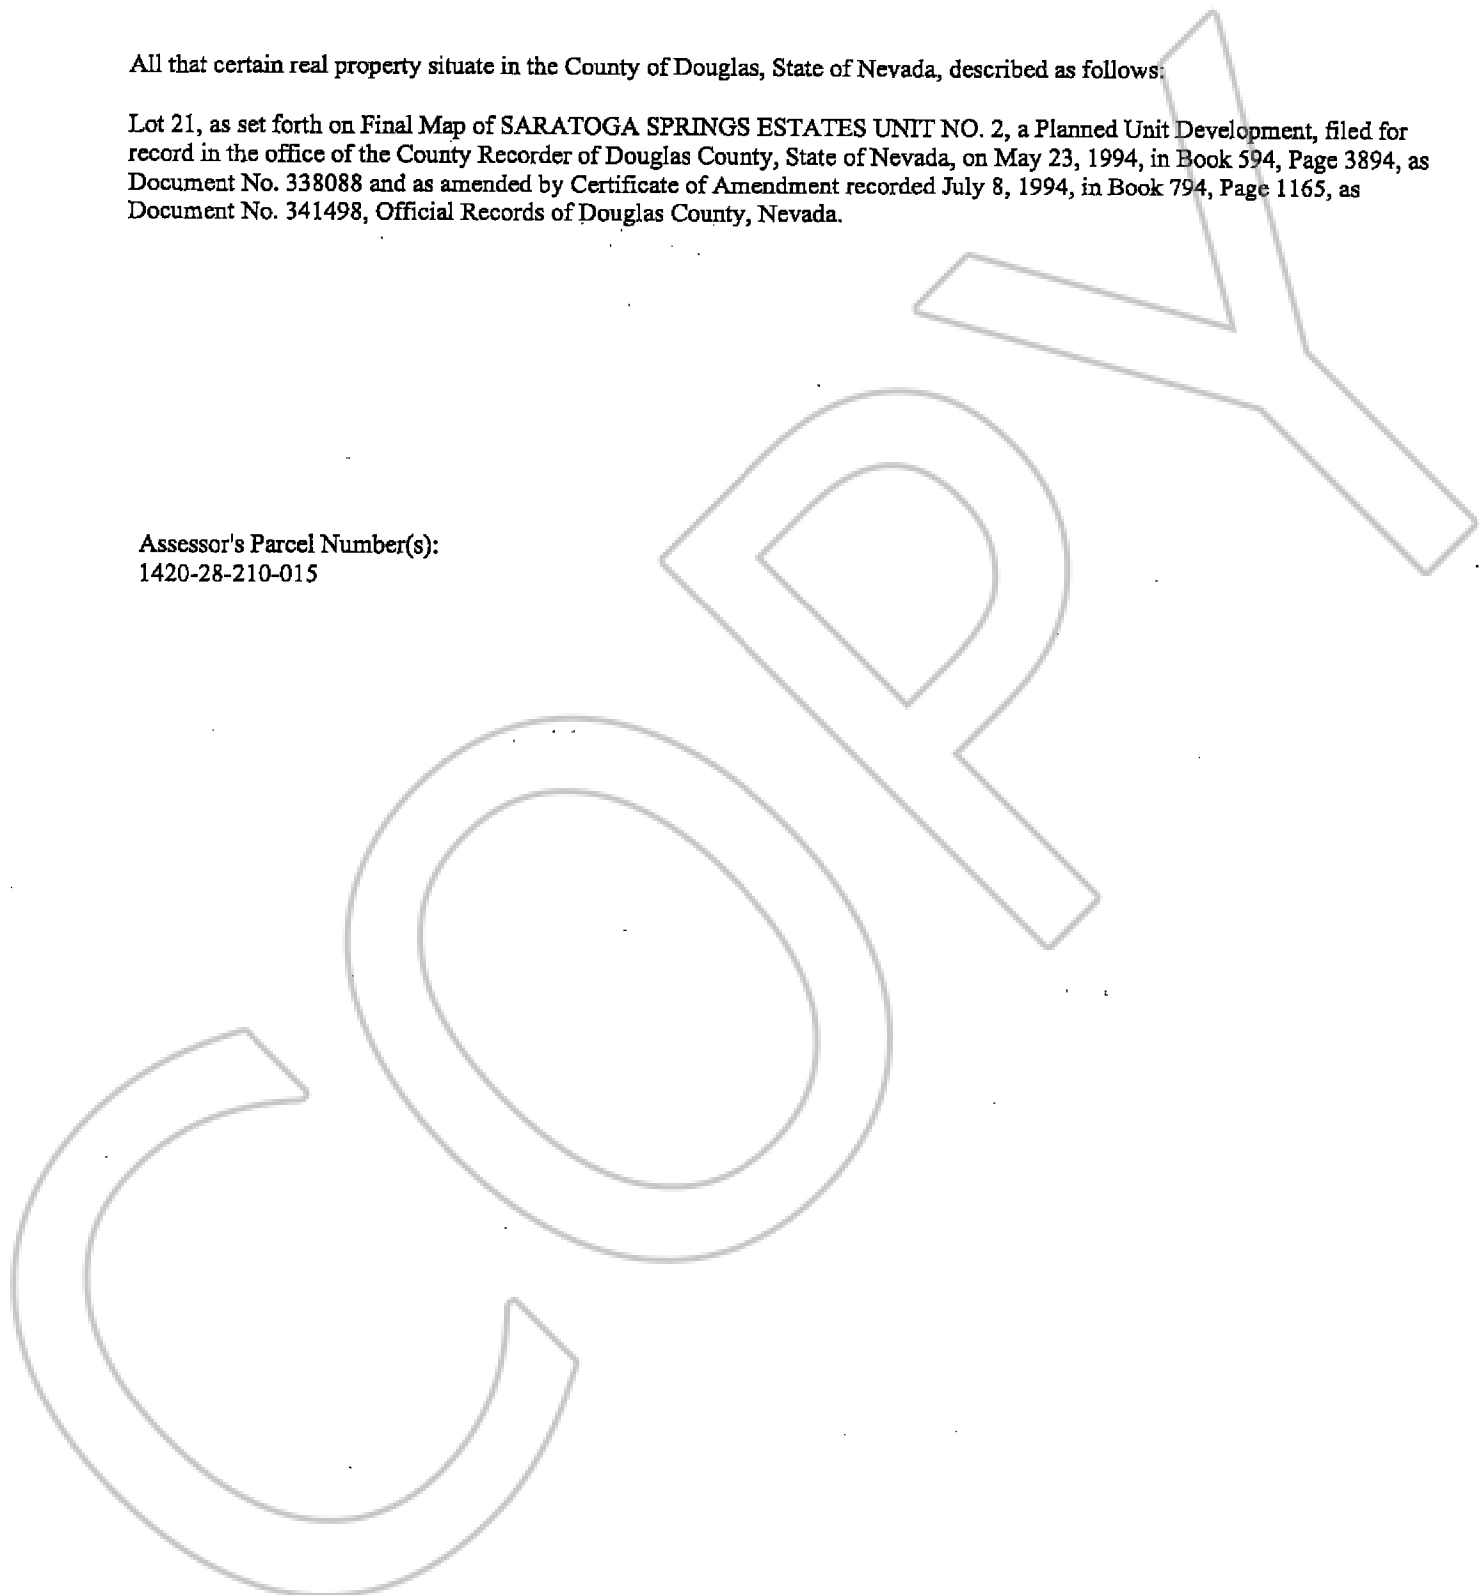 All that certain real property situate in the County of Douglas, State of Nevada, described as follows:
Lot 21, as set forth on Final Map of SARATOGA SPRINGS ESTATES UNIT NO. 2, a Planned Unit Development, filed for
record in the office of the County Recorder of Douglas County, State of Nevada, on May 23, 1994, in Book 594, Page 3894, as
Document No. 338088 and as amended by Certificate of Amendment recorded July 8, 1994, in Book 794, Page 1165, as
Document No. 341498, Official Records of Douglas County, Nevada.
Assessor's Parcel Number(s):
1420-28-210-015
COPY